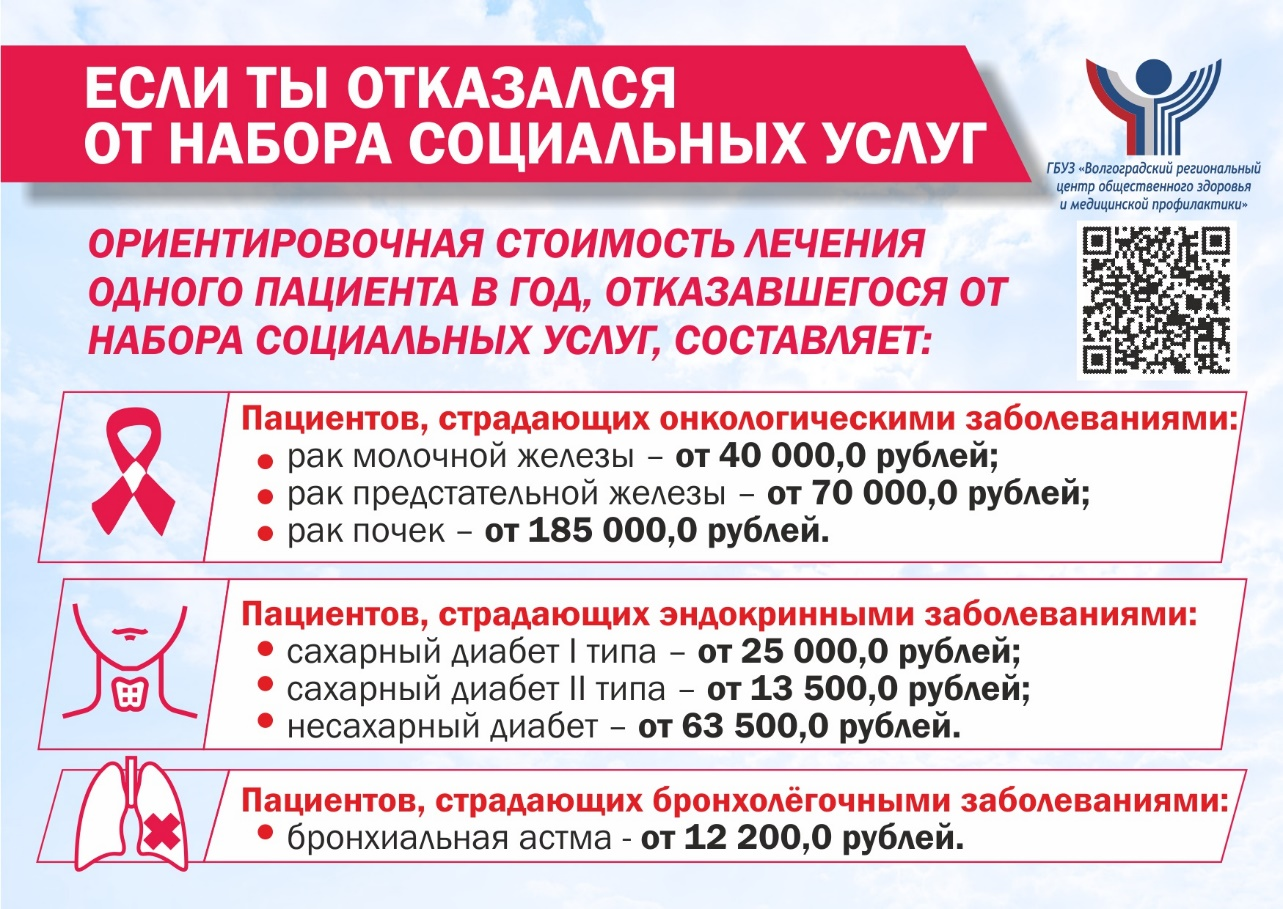 ЕСЛИ ТЫ ОТКАЗАЛСЯ
ОТ НАБОРА СОЦИАЛЬНЫХ УСЛУГ
ГБУЗ «Волгоградский региональный
центр общественного здоровья
и медицинской профилактики»
ОРИЕНТИРОВОЧНАЯ СТОИМОСТЬ ЛЕЧЕНИЯ
ОДНОГО ПАЦИЕНТА В ГОД, ОТКАЗАВШЕГОСЯ ОТ
НАБОРА СОЦИАЛЬНЫХ УСЛУГ, СОСТАВЛЯЕТ:
Пациентов, страдающих онкологическими заболеваниями:
• рак молочной железы – от 40 000,0 рублей;
• рак предстательной железы – от 70 000,0 рублей;
• рак почек – от 185 000,0 рублей.
Пациентов, страдающих эндокринными заболеваниями:
• сахарный диабет I типа – от 25 000,0 рублей;
• сахарный диабет II типа – от 13 500,0 рублей;
• несахарный диабет – от 63 500,0 рублей.
Пациентов, страдающих бронхолёгочными заболеваниями:
• бронхиальная астма - от 12 200,0 рублей.